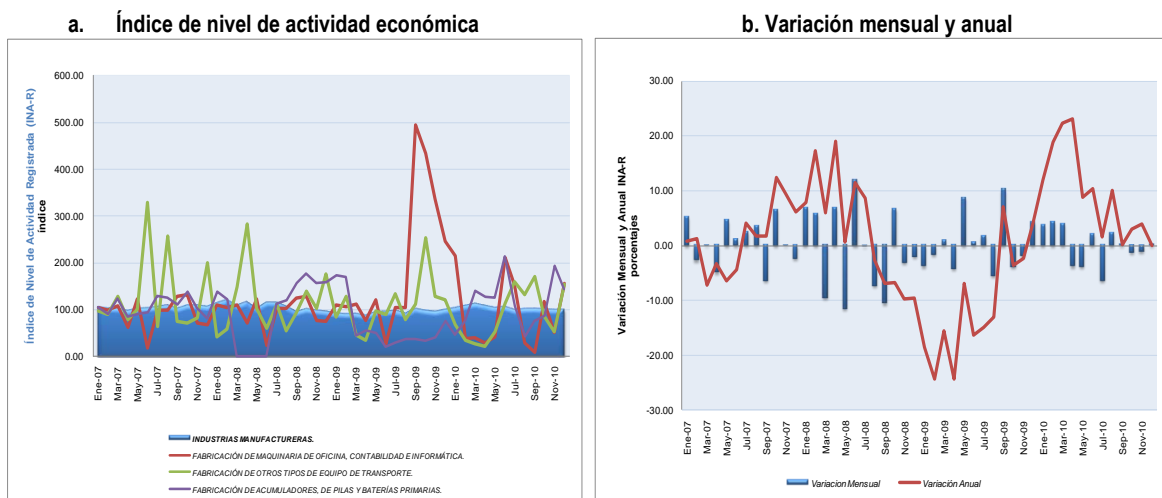 a. Índice de nivel de actividad económica
Índice de Nivel de Actividad Registrada (INA-R)
índice
600.00
500.00
400.00
300.00
200.00
100.00
0.00
Ene-07
Mar-07
May-07
Jul-07
Sep-07
Nov-07
Ene-08
Mar-08
May-08
Jul-08
Sep-08
Nov-08
Ene-09
Mar-09
May-09
Jul-09
Sep-09
Nov-09
Ene-10
Mar-10
May-10
Jul-10
Sep-10
Nov-10
INDUSTRIAS MANUFACTURERAS.
FABRICACIÓN DE MAQUINARIA DE OFICINA, CONTABILIDAD E INFORMÁTICA.
FABRICACIÓN DE OTROS TIPOS DE EQUIPO DE TRANSPORTE.
FABRICACIÓN DE ACUMULADORES, DE PILAS Y BATERÍAS PRIMARIAS.
b. Variación mensual y anual
Variación Mensual y Anual INA-R
porcentajes
30.00
20.00
10.00
0.00
-10.00
-20.00
-30.00
Ene-07
Mar-07
May-07
Jul-07
Sep-07
Nov-07
Ene-08
Mar-08
May-08
Jul-08
Sep-08
Nov-08
Ene-09
Mar-09
May-09
Jul-09
Sep-09
Nov-09
Ene-10
Mar-10
May-10
Jul-10
Sep-10
Nov-10
Variacion Mensual
Variación Anual